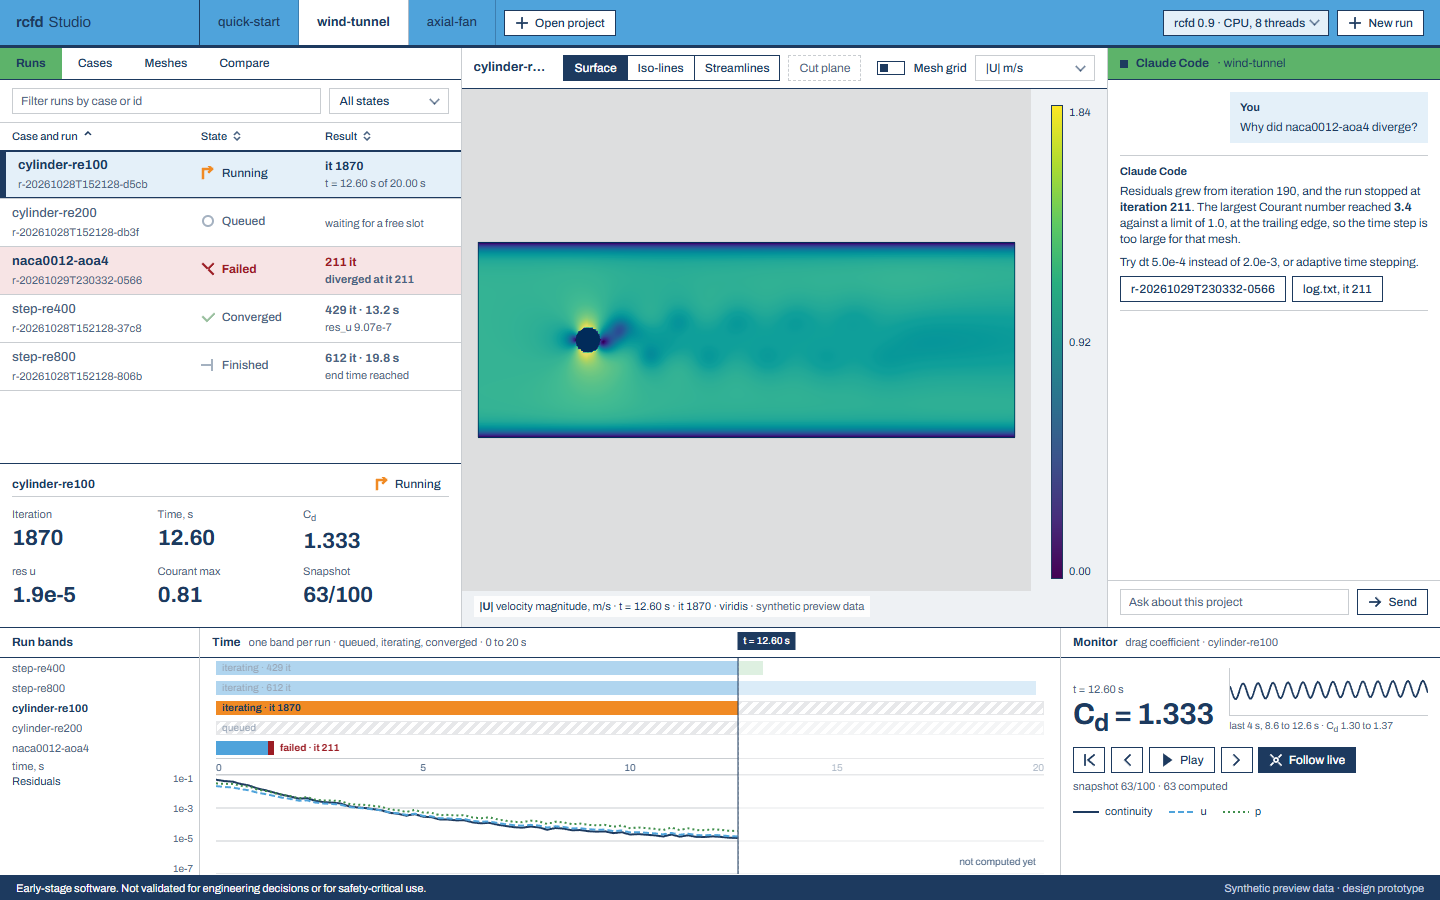 rcfd Studio
quick-start
wind-tunnel
axial-fan
Open project
rcfd 0.9 · CPU, 8 threads
New run
Runs
Cases
Meshes
Compare
Filter runs by case or id
All states
Case and run
State
Result
cylinder-re100
r-20261028T152128-d5cb
Running
it 1870
t = 12.60 s of 20.00 s
cylinder-re200
r-20261028T152128-db3f
Queued
waiting for a free slot
naca0012-aoa4
r-20261029T230332-0566
Failed
211 it
diverged at it 211
step-re400
r-20261028T152128-37c8
Converged
429 it · 13.2 s
res_u 9.07e-7
step-re800
r-20261028T152128-806b
Finished
612 it · 19.8 s
end time reached
cylinder-re100
Running
Iteration
1870
Time, s
12.60
Cd
1.333
res u
1.9e-5
Courant max
0.81
Snapshot
63/100
cylinder-r...
Surface
Iso-lines
Streamlines
Cut plane
Mesh grid
|U| m/s
1.84
0.92
0.00
|U| velocity magnitude, m/s · t = 12.60 s · it 1870 · viridis · synthetic preview data
Claude Code · wind-tunnel
You
Why did naca0012-aoa4 diverge?
Claude Code
Residuals grew from iteration 190, and the run stopped at
iteration 211. The largest Courant number reached 3.4
against a limit of 1.0, at the trailing edge, so the time step is
too large for that mesh.
Try dt 5.0e-4 instead of 2.0e-3, or adaptive time stepping.
r-20261029T230332-0566
log.txt, it 211
Ask about this project
Send
Run bands
Time one band per run · queued, iterating, converged · 0 to 20 s
t = 12.60 s
step-re400
iterating · 429 it
step-re800
iterating · 612 it
cylinder-re100
iterating · it 1870
cylinder-re200
queued
naca0012-aoa4
failed · it 211
time, s
0
5
10
15
20
Residuals
1e-1
1e-3
1e-5
1e-7
not computed yet
Monitor drag coefficient · cylinder-re100
t = 12.60 s
Cd = 1.333
last 4 s, 8.6 to 12.6 s · Cd 1.30 to 1.37
Play
Follow live
snapshot 63/100 · 63 computed
continuity
u
p
Early-stage software. Not validated for engineering decisions or for safety-critical use.
Synthetic preview data · design prototype